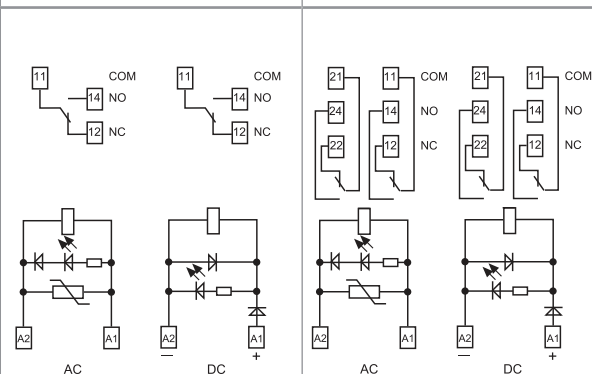 11 COM 11 COM 21 11 COM 21 11 COM
14 NO 14 NO 24 14 NO 24 14 NO
12 NC 12 NC 22 12 NC 22 12 NC
A2 A1 A2 A1 A2 A1 A2 A1
— + — +
AC DC AC DC